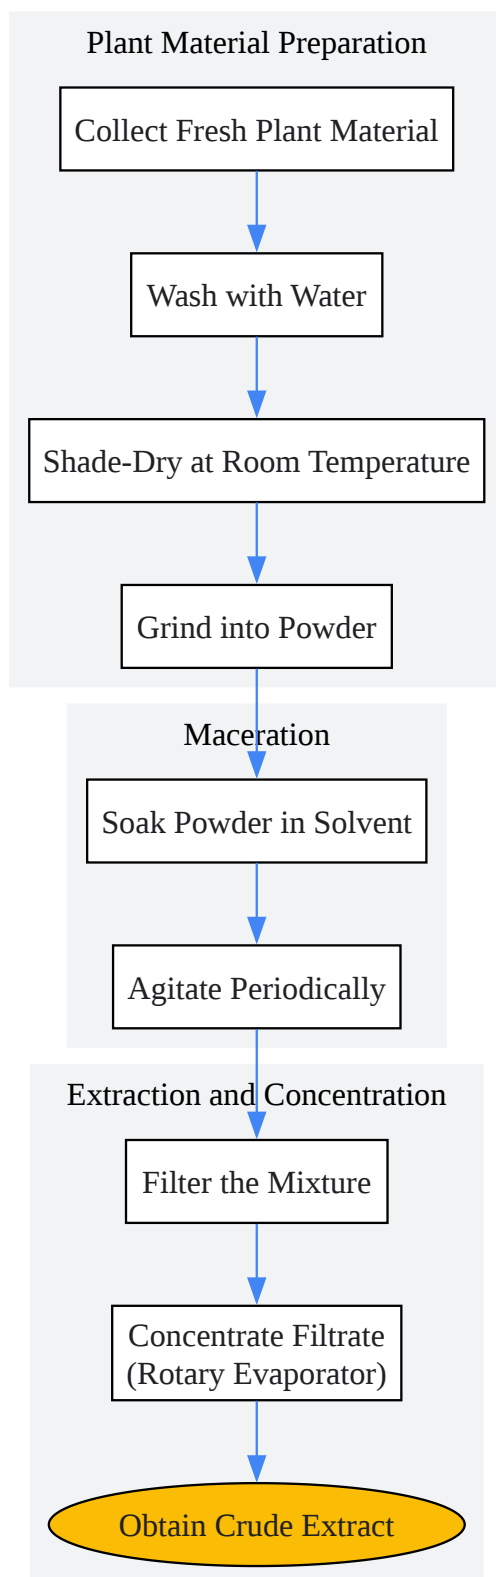 Plant Material Preparation
Collect Fresh Plant Material
Wash with Water
Shade-Dry at Room Temperature
Grind into Powder
Maceration
Soak Powder in Solvent
Agitate Periodically
Extraction and Concentration
Filter the Mixture
Concentrate Filtrate
(Rotary Evaporator)
Obtain Crude Extract